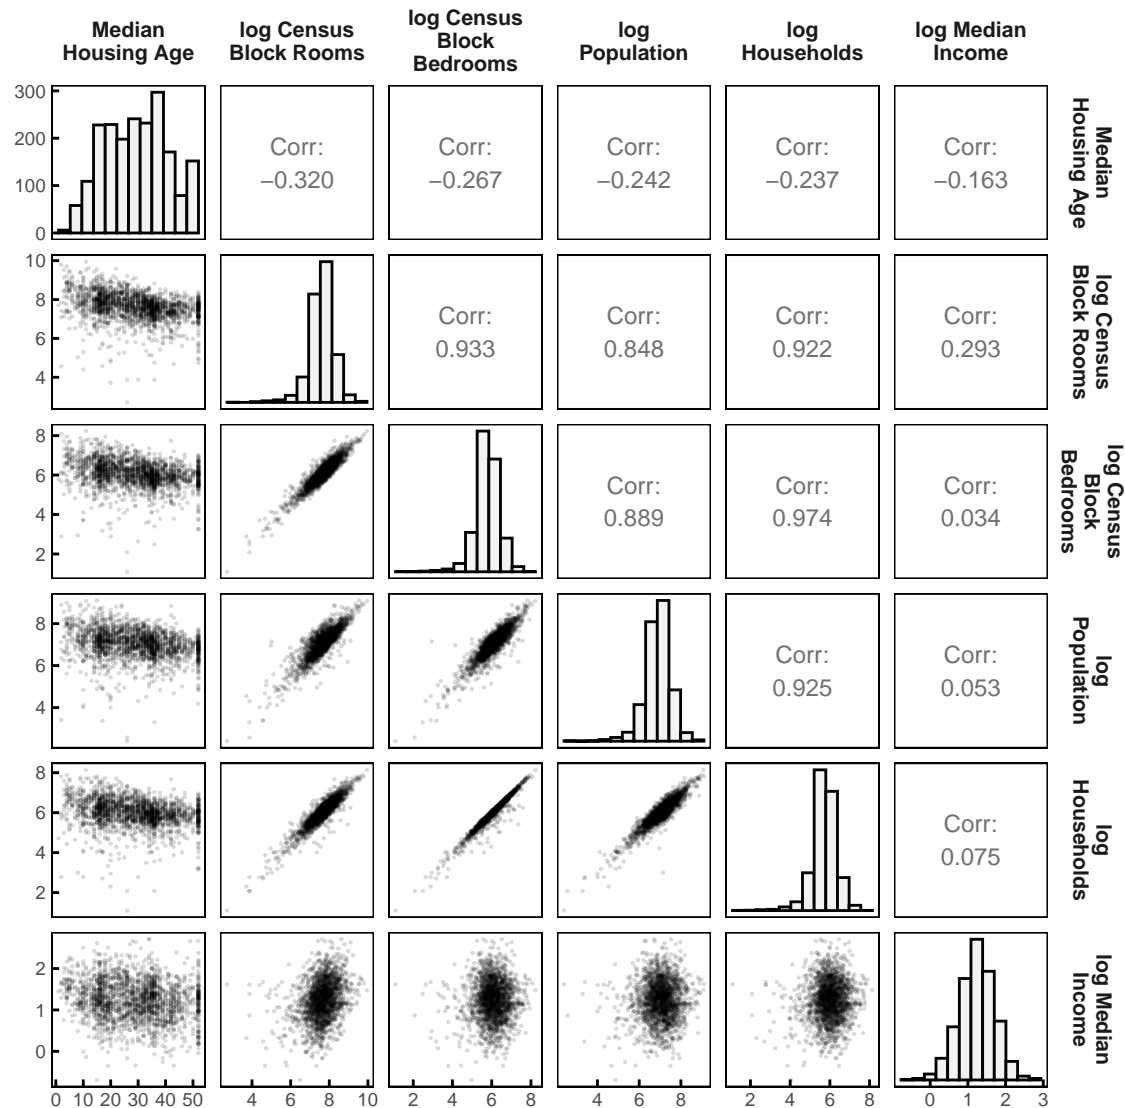 Median
Housing Age
log Census
Block Rooms
log Census
Block
Bedrooms
log
Population
log
Households
log Median
Income
300
200
100
0
Corr:
−0.320
Corr:
−0.267
Corr:
−0.242
Corr:
−0.237
Corr:
−0.163
Median
Housing Age
10
8
6
4
Corr:
0.933
Corr:
0.848
Corr:
0.922
Corr:
0.293
log Census
Block Rooms
8
6
4
2
Corr:
0.889
Corr:
0.974
Corr:
0.034
log Census
Block
Bedrooms
8
6
4
Corr:
0.925
Corr:
0.053
log
Population
8
6
4
2
Corr:
0.075
log
Households
2
1
0
log Median
Income
0 10 20 30 40 50
4 6 8 10
2 4 6 8
4 6 8
2 4 6 8
0 1 2 3